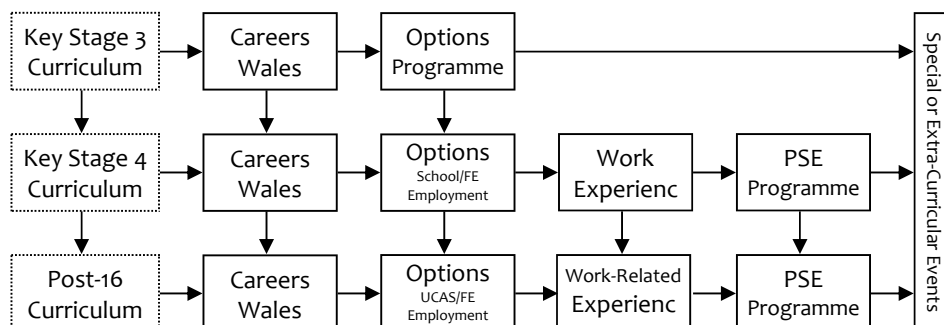 Key Stage 3
Curriculum
Careers
Wales
Options
Programme
Special or Extra-Curricular Events
Key Stage 4
Curriculum
Careers
Wales
Options
School/FE
Employment
Work
Experienc
PSE
Programme
Post-16
Curriculum
Careers
Wales
Options
UCAS/FE
Employment
Work-Related
Experienc
PSE
Programme